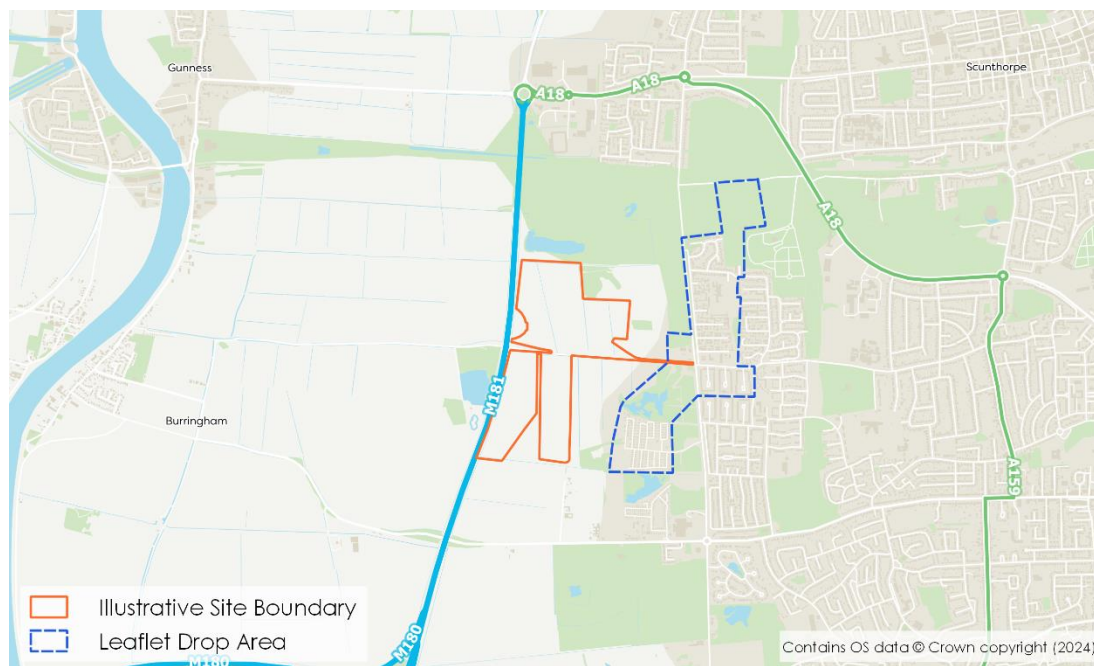 Gunness
Scunthorpe
A18
A18
A18
M181
Burringham
A159
M180
M180
Illustrative Site Boundary
Leaflet Drop Area
Contains OS data © Crown copyright (2024)